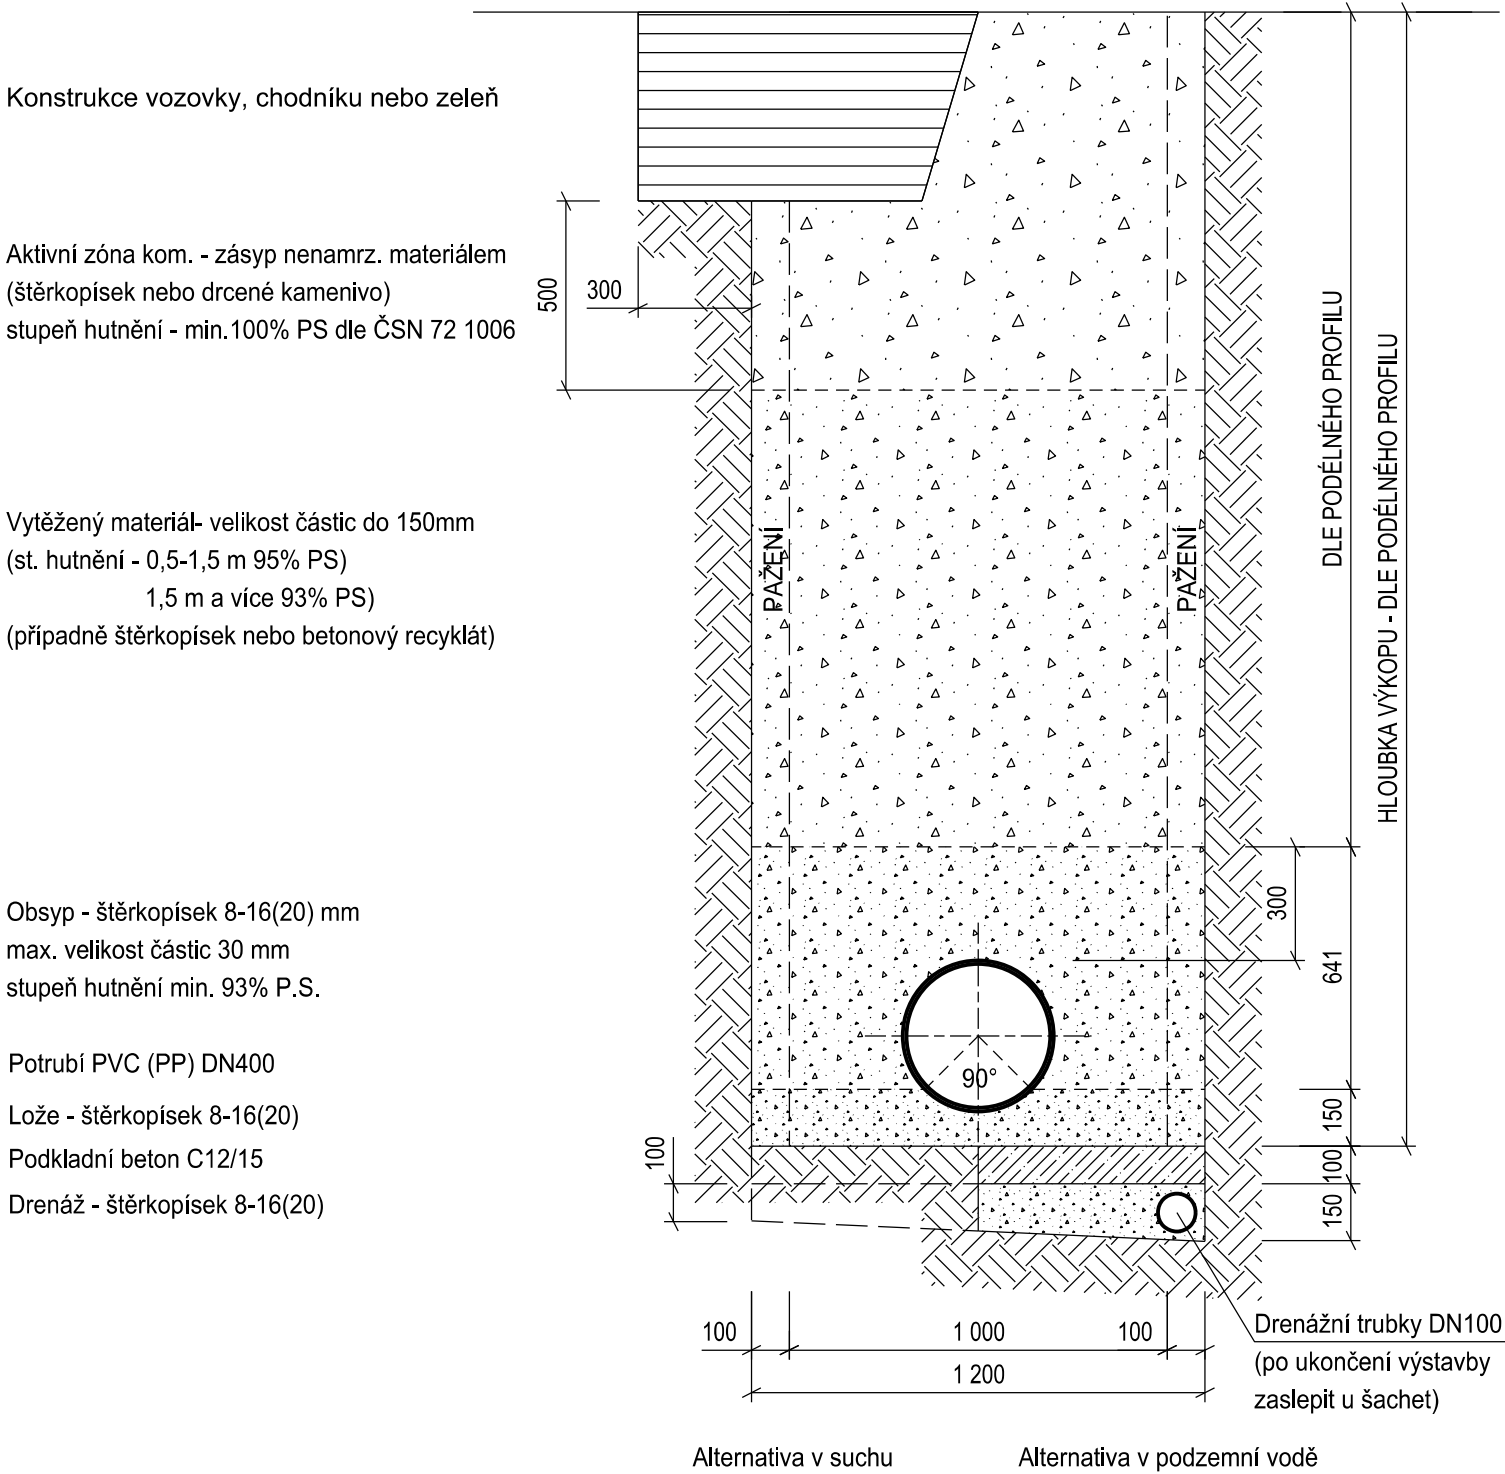 Konstrukce vozovky, chodníku nebo zeleň
Aktivní zóna kom. - zásyp nenamrz. materiálem
(štěrkopísek nebo drcené kamenivo)
stupeň hutnění - min.100% PS dle ČSN 72 1006
500
300
Vytěžený materiál- velikost částic do 150mm
(st. hutnění - 0,5-1,5 m 95% PS)
1,5 m a více 93% PS)
(případně štěrkopísek nebo betonový recyklát)
PAŽENÍ
PAŽENÍ
DLE PODÉLNÉHO PROFILU
HLOUBKA VÝKOPU - DLE PODÉLNÉHO PROFILU
Obsyp - štěrkopísek 8-16(20) mm
max. velikost částic 30 mm
stupeň hutnění min. 93% P.S.
300
641
Potrubí PVC (PP) DN400
90°
Lože - štěrkopísek 8-16(20)
150
Podkladní beton C12/15
100
100
Drenáž - štěrkopísek 8-16(20)
150
100
1 000
100
1 200
Drenážní trubky DN100
(po ukončení výstavby
zaslepit u šachet)
Alternativa v suchu
Alternativa v podzemní vodě